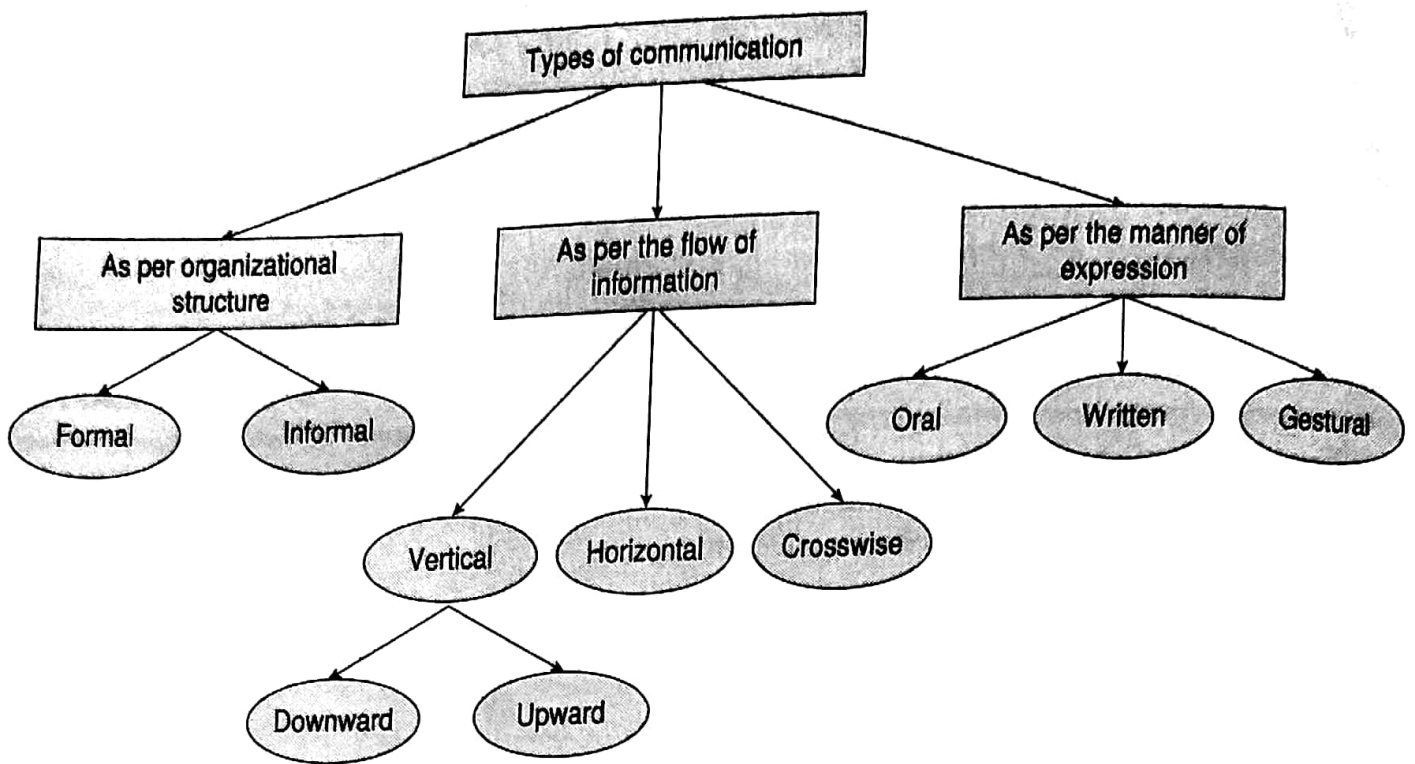 Types of communication
As per organizational
structure
As per the flow of
information
As per the manner of
expression
Formal
Informal
Oral
Written
Gestural
Vertical
Horizontal
Crosswise
Downward
Upward